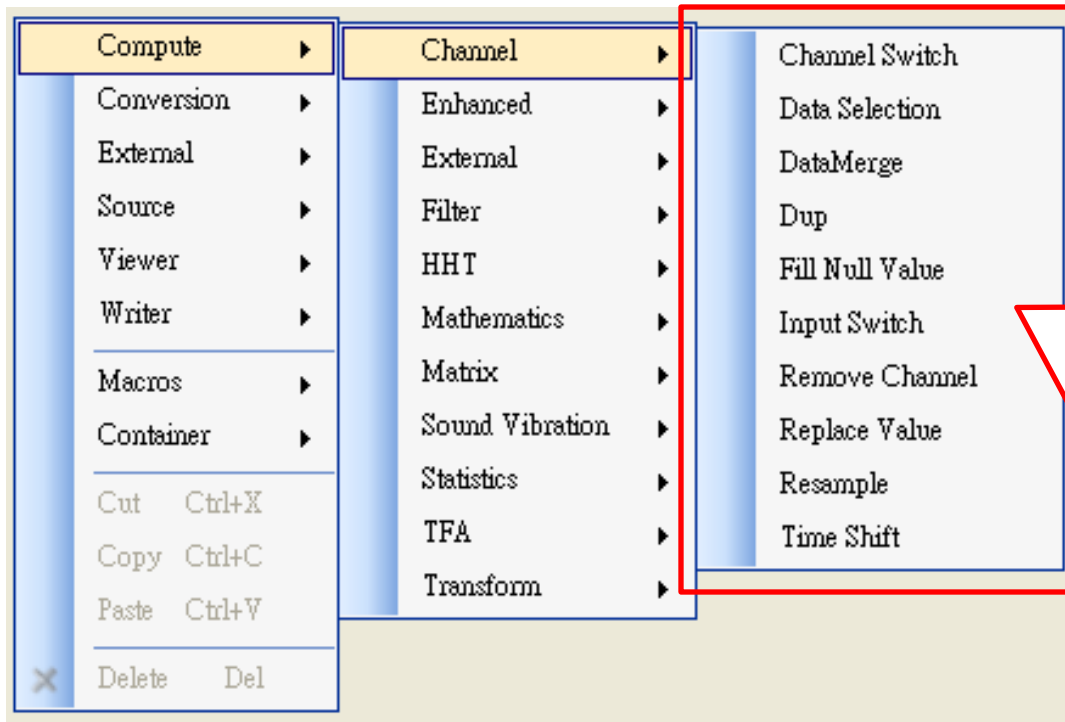 Compute
Conversion
External
Source
Viewer
Writer
Macros
Container
Cut Ctrl+X
Copy Ctrl+C
Paste Ctrl+V
Delete Del
Channel
Enhanced
External
Filter
HHT
Mathematics
Matrix
Sound Vibration
Statistics
TFA
Transform
Channel Switch
Data Selection
DataMerge
Dup
Fill Null Value
Input Switch
Remove Channel
Replace Value
Resample
Time Shift